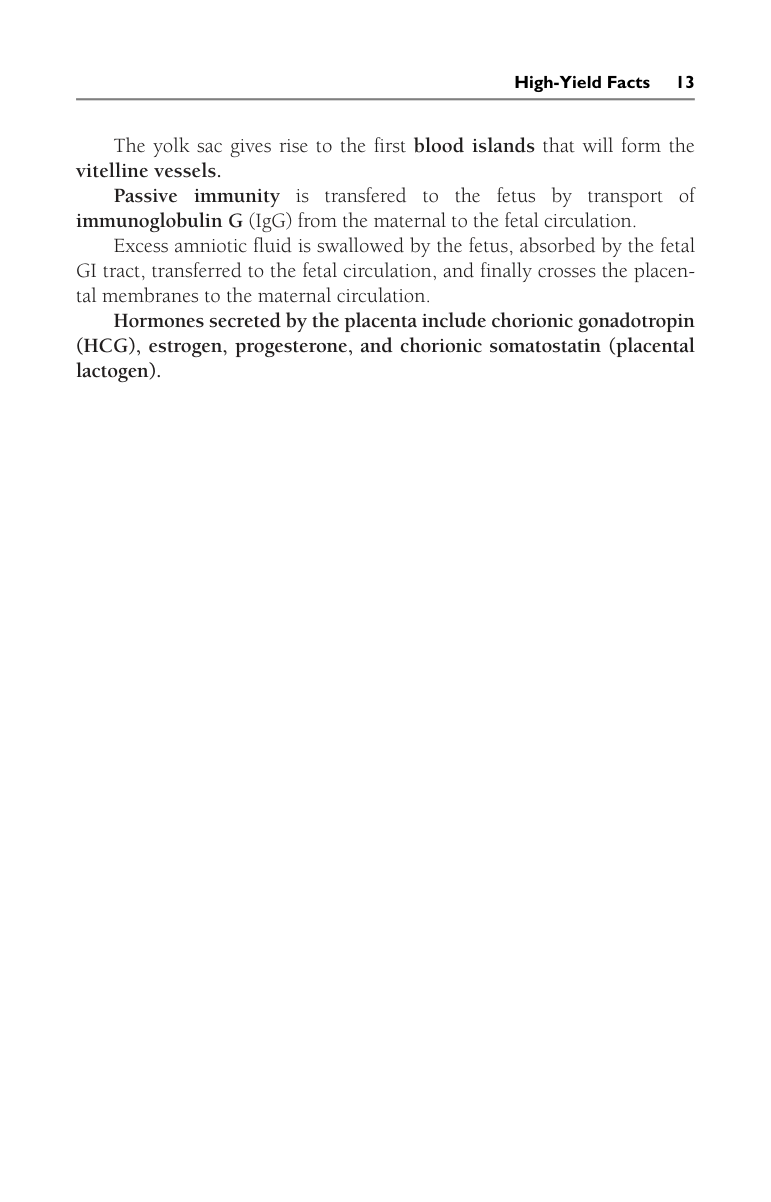 High-Yield Facts 13
The yolk sac gives rise to the first blood islands that will form the
vitelline vessels.
Passive immunity is transfered to the fetus by transport of
immunoglobulin G (IgG) from the maternal to the fetal circulation.
Excess amniotic fluid is swallowed by the fetus, absorbed by the fetal
GI tract, transferred to the fetal circulation, and finally crosses the placen-
tal membranes to the maternal circulation.
Hormones secreted by the placenta include chorionic gonadotropin
(HCG), estrogen, progesterone, and chorionic somatostatin (placental
lactogen).